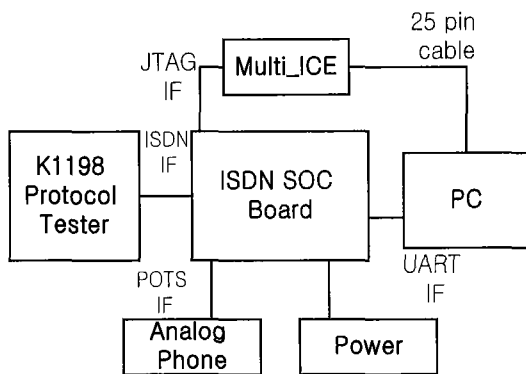 25 pin
cable
JTAG
IF
Multi_ICE
ISDN
IF
K1198
Protocol
Tester
ISDN SOC
Board
PC
UART
IF
POTS
IF
Analog
Phone
Power